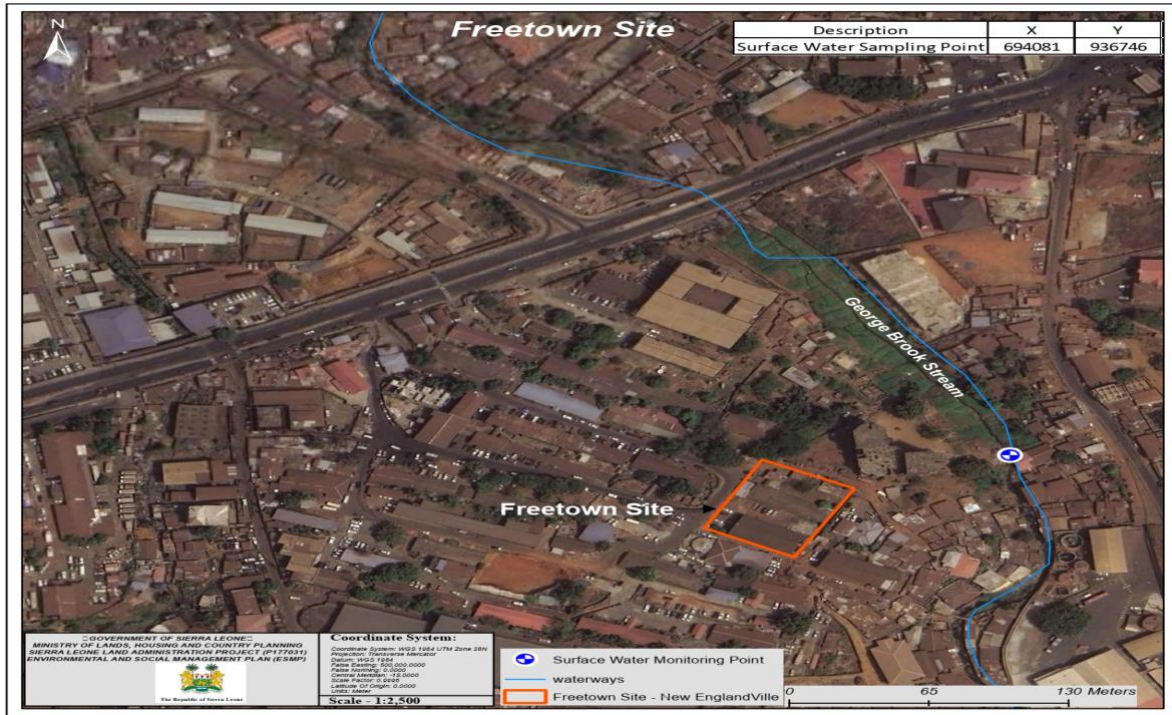 N
Freetown Site
Description X Y
Surface Water Sampling Point 694081 936746
George Brook Stream
Freetown Site
::GOVERNMENT OF SIERRA LEONE::
MINISTRY OF LANDS, HOUSING AND COUNTRY PLANNING
SIERRA LEONE LAND ADMINISTRATION PROJECT (P177031)
ENVIRONMENTAL AND SOCIAL MANAGEMENT PLAN (ESMP)
The Republic of Sierra Leone
Coordinate System:
Coordinate System: WGS 1984 UTM Zone 28N
Projection: Transverse Mercator
Datum: WGS 1984
False Easting: 500,000.0000
False Northing: 0.0000
Central Meridian: -15.0000
Scale Factor: 0.9996
Latitude Of Origin: 0.0000
Units: Meter
Scale - 1:2,500
Surface Water Monitoring Point
waterways
Freetown Site - New EnglandVille
0 65 130 Meters